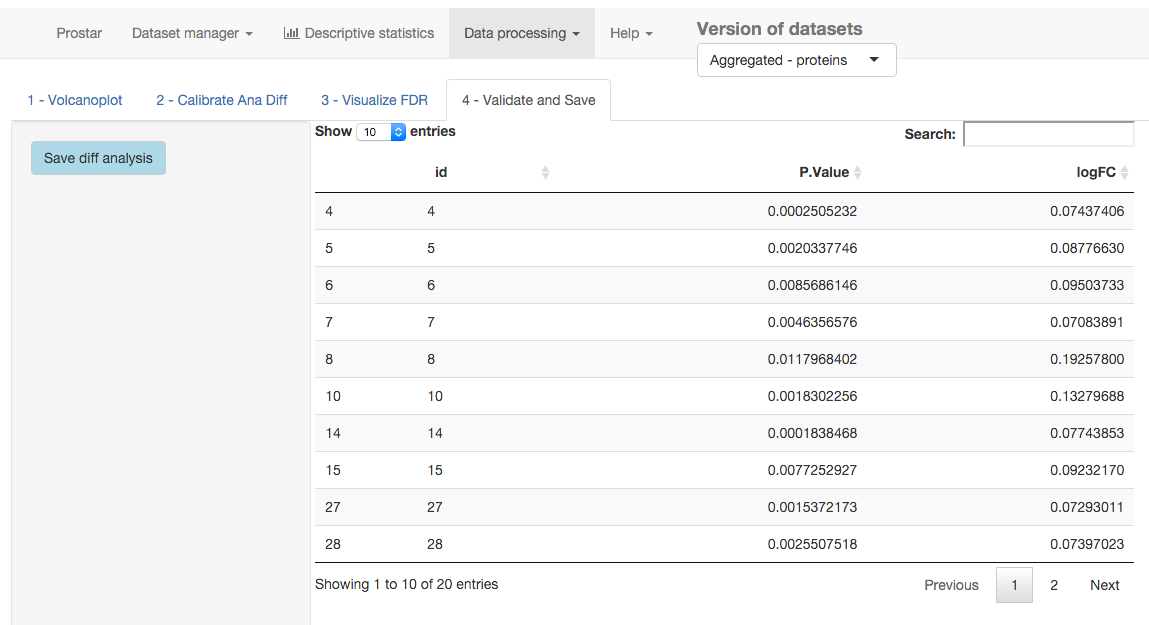 Prostar Dataset manager Descriptive statistics Data processing Help Version of datasets
Aggregated - proteins
1 - Volcanoplot 2 - Calibrate Ana Diff 3 - Visualize FDR 4 - Validate and Save
Save diff analysis
Show 10 entries Search:
id P.Value logFC
4 4 0.0002505232 0.07437406
5 5 0.0020337746 0.08776630
6 6 0.0085686146 0.09503733
7 7 0.0046356576 0.07083891
8 8 0.0117968402 0.19257800
10 10 0.0018302256 0.13279688
14 14 0.0001838468 0.07743853
15 15 0.0077252927 0.09232170
27 27 0.0015372173 0.07293011
28 28 0.0025507518 0.07397023
Showing 1 to 10 of 20 entries Previous 1 2 Next